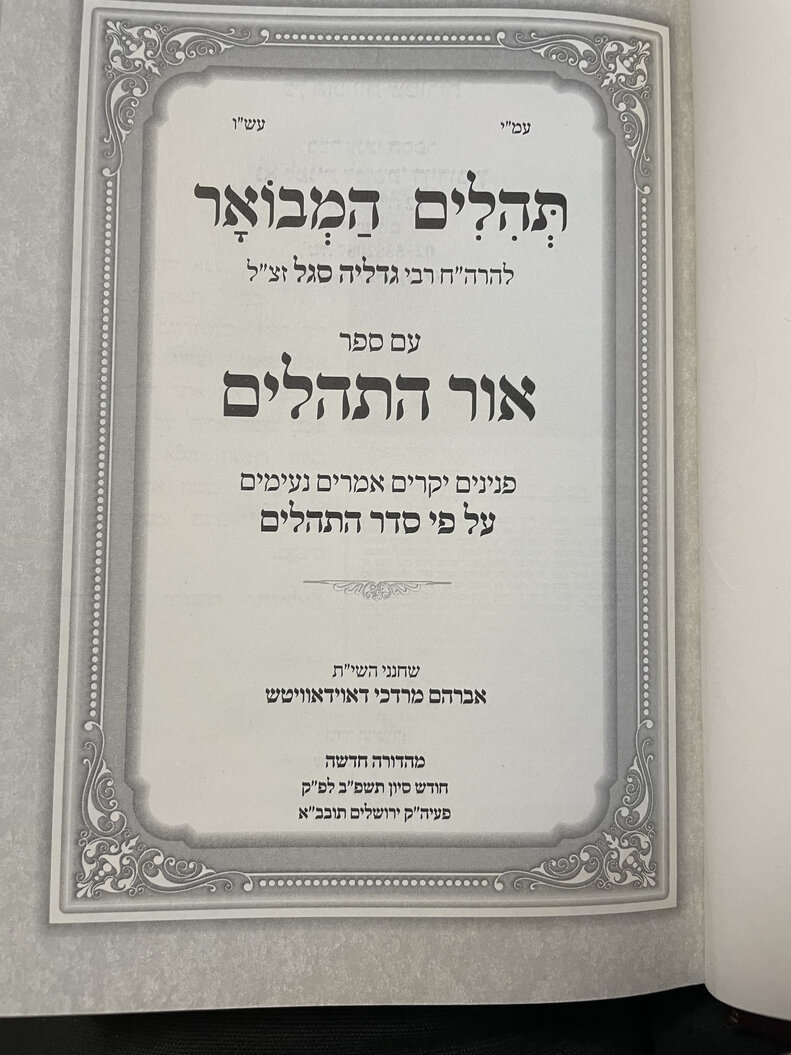 עמ"י עש"ו
תְּהִלִּים הַמְבוֹאָר
להרה"ח רבי גדליה סגל זצ"ל
עם ספר
אור התהלים
פנינים יקרים אמרים נעימים
על פי סדר התהלים
שחנני השי"ת
אברהם מרדכי דאוידאוויטש
מהדורה חדשה
חודש סיון תשפ"ב לפ"ק
פעיה"ק ירושלים תובב"א